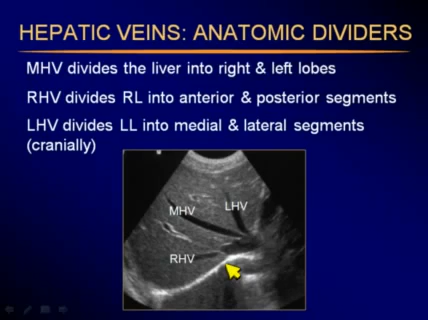 HEPATIC VEINS: ANATOMIC DIVIDERS
MHV divides the liver into right & left lobes
RHV divides RL into anterior & posterior segments
LHV divides LL into medial & lateral segments
(cranially)
MHV
LHV
RHV